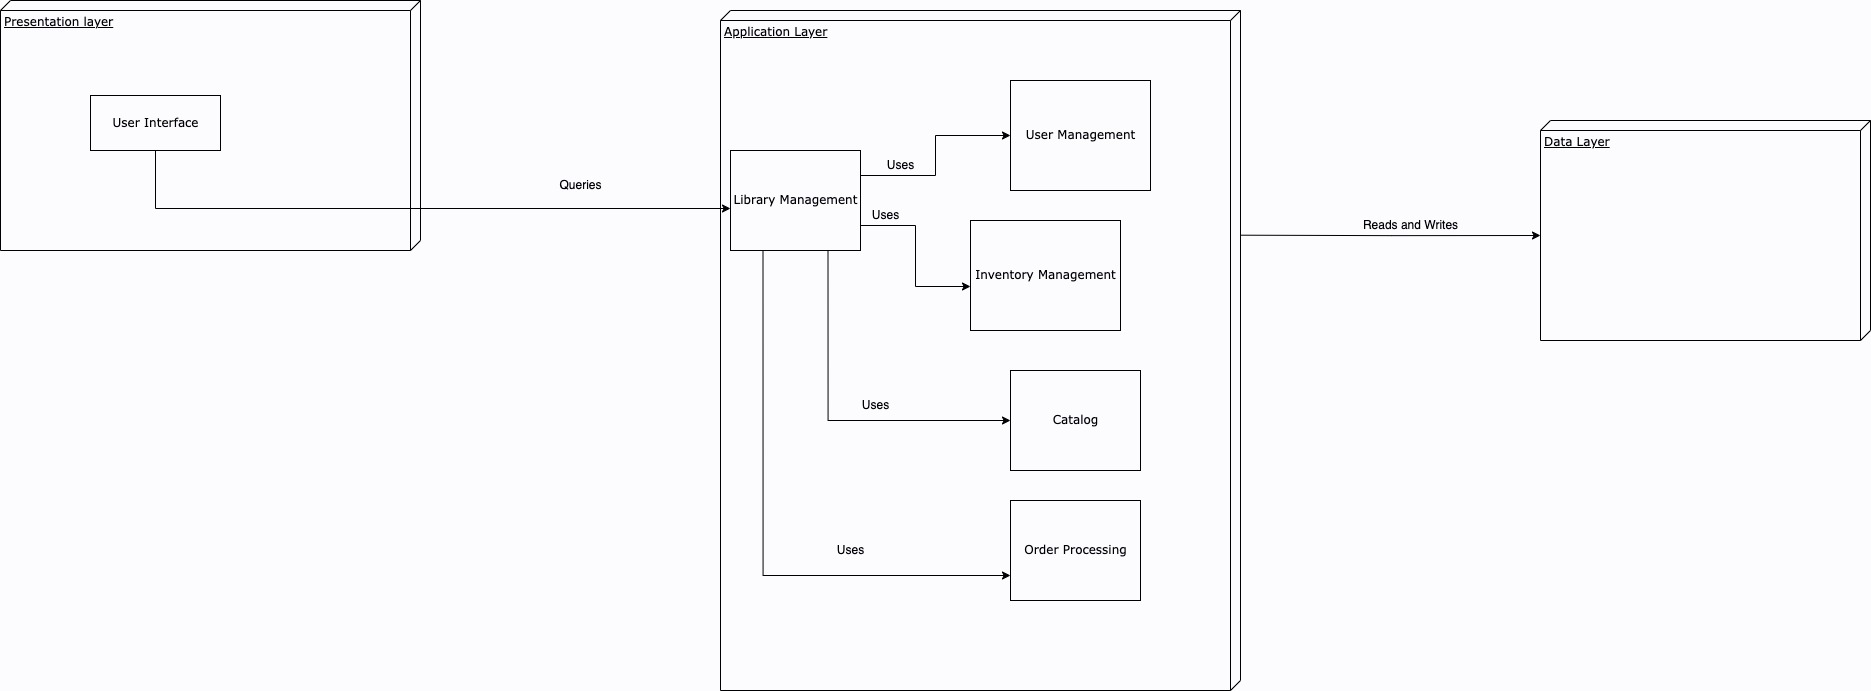 Presentation layer
User Interface
Queries
Application Layer
Library Management
Uses
User Management
Uses
Inventory Management
Uses
Catalog
Uses
Order Processing
Reads and Writes
Data Layer